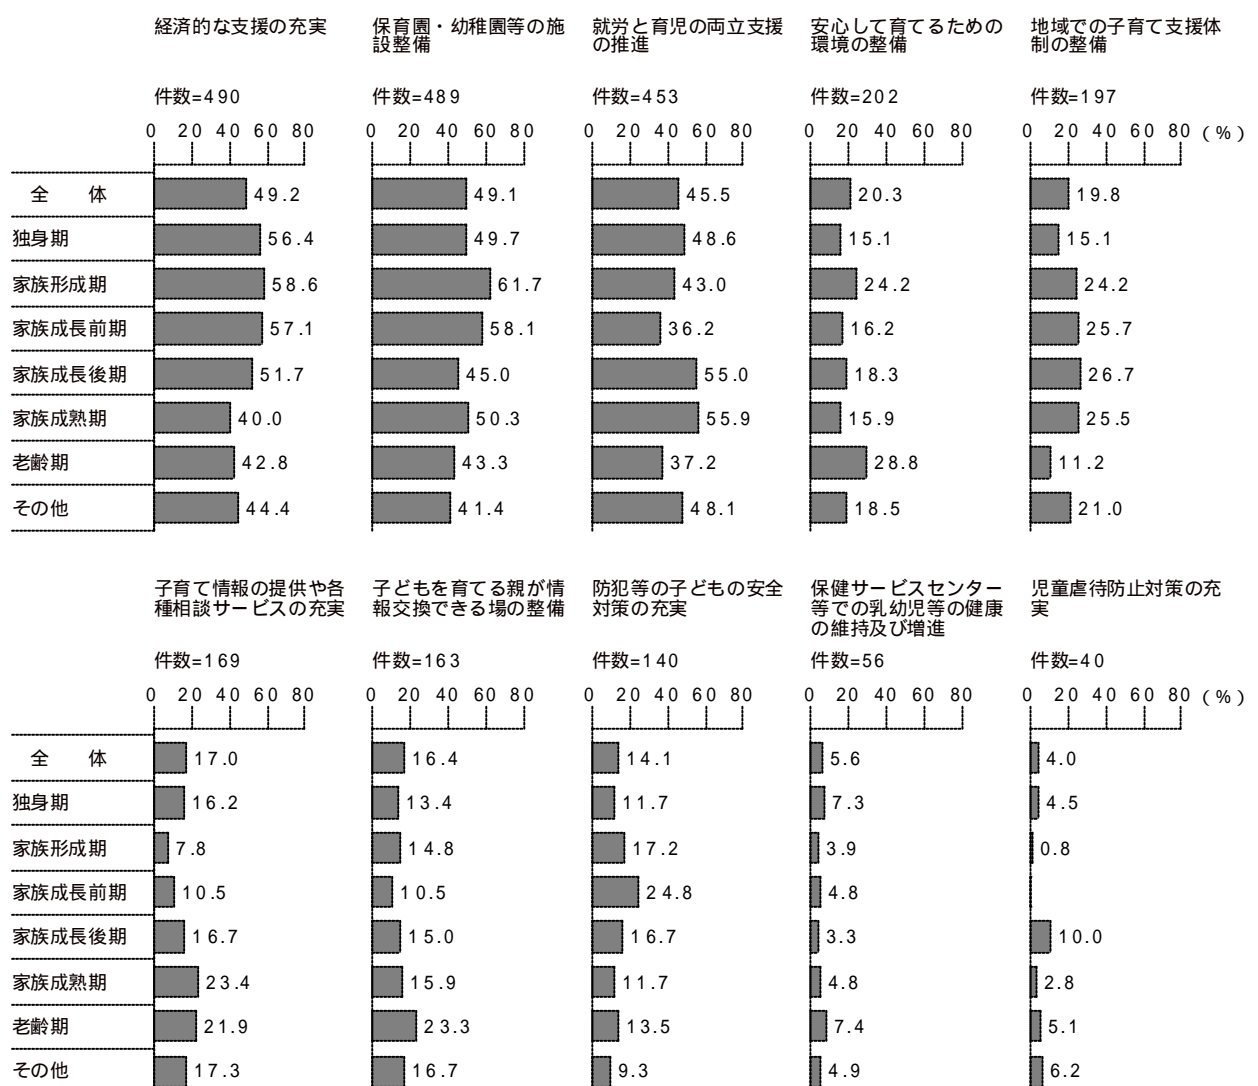 経済的な支援の充実
保育園・幼稚園等の施
設整備
就労と育児の両立支援
の推進
安心して育てるための
環境の整備
地域での子育て支援体
制の整備
件数=490 件数=489 件数=453 件数=202 件数=197
0 20 40 60 80 0 20 40 60 80 0 20 40 60 80 0 20 40 60 80 0 20 40 60 80 (%)
全 体 49.2 49.1 45.5 20.3 19.8
独身期 56.4 49.7 48.6 15.1 15.1
家族形成期 58.6 61.7 43.0 24.2 24.2
家族成長前期 57.1 58.1 36.2 16.2 25.7
家族成長後期 51.7 45.0 55.0 18.3 26.7
家族成熟期 40.0 50.3 55.9 15.9 25.5
老齢期 42.8 43.3 37.2 28.8 11.2
その他 44.4 41.4 48.1 18.5 21.0
子育て情報の提供や各
種相談サービスの充実
子どもを育てる親が情
報交換できる場の整備
防犯等の子どもの安全
対策の充実
保健サービスセンター
等での乳幼児等の健康
の維持及び増進
児童虐待防止対策の充
実
件数=169 件数=163 件数=140 件数=56 件数=40
0 20 40 60 80 0 20 40 60 80 0 20 40 60 80 0 20 40 60 80 0 20 40 60 80 (%)
全 体 17.0 16.4 14.1 5.6 4.0
独身期 16.2 13.4 11.7 7.3 4.5
家族形成期 7.8 14.8 17.2 3.9 0.8
家族成長前期 10.5 10.5 24.8 4.8
家族成長後期 16.7 15.0 16.7 3.3 10.0
家族成熟期 23.4 15.9 11.7 4.8 2.8
老齢期 21.9 23.3 13.5 7.4 5.1
その他 17.3 16.7 9.3 4.9 6.2